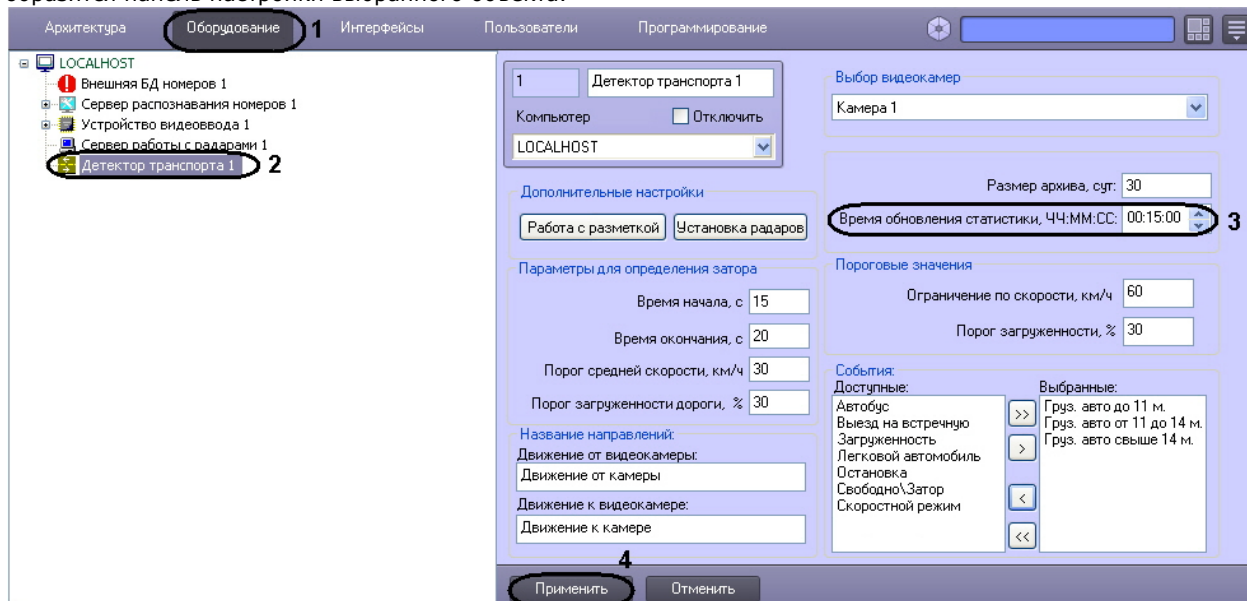 образится панель настройки выбранного объекта.
Архитектура Оборудование 1 Интерфейсы Пользователи Программирование
LOCALHOST
Внешняя БД номеров 1
Сервер распознавания номеров 1
Устройство видеоввода 1
Сервер работы с радарами 1
Детектор транспорта 1 2
1 Детектор транспорта 1
Компьютер Отключить
LOCALHOST
Дополнительные настройки
Работа с разметкой Установка радаров
Параметры для определения затора
Время начала, с 15
Время окончания, с 20
Порог средней скорости, км/ч 30
Порог загруженности дороги, % 30
Название направлений:
Движение от видеокамеры:
Движение от камеры
Движение к видеокамере:
Движение к камере
Выбор видеокамер
Камера 1
Размер архива, сут: 30
Время обновления статистики, ЧЧ:ММ:СС: 00:15:00 3
Пороговые значения
Ограничение по скорости, км/ч 60
Порог загруженности, % 30
События:
Доступные:
Автобус
Выезд на встречную
Загруженность
Легковой автомобиль
Остановка
Свободно\Затор
Скоростной режим
>>
>
<
<<
Выбранные:
Груз. авто до 11 м.
Груз. авто от 11 до 14 м.
Груз. авто свыше 14 м.
4
Применить Отменить